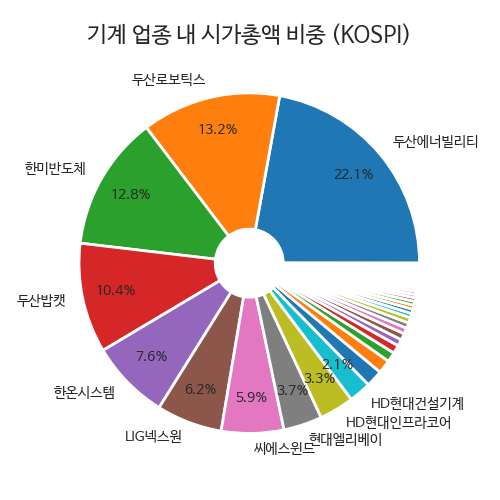 기계 업종 내 시가총액 비중 (KOSPI)
두산로보틱스
13.2%
두산에너빌리티
22.1%
한미반도체
12.8%
두산밥캣
10.4%
한온시스템
7.6%
LIG넥스원
6.2%
씨에스윈드
5.9%
현대엘리베이
3.7%
HD현대인프라코어
3.3%
HD현대건설기계
2.1%